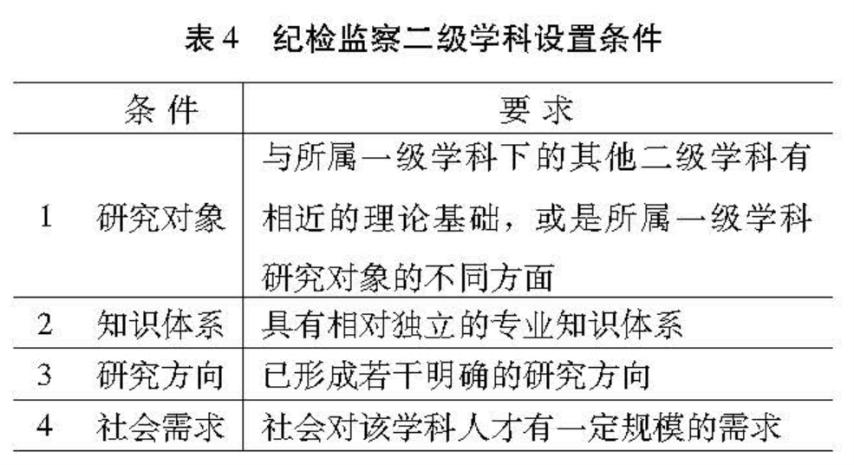 表4 纪检监察二级学科设置条件
条件 要求
与所属一级学科下的其他二级学科有
1 研究对象 相近的理论基础，或是所属一级学科
研究对象的不同方面
2 知识体系 具有相对独立的专业知识体系
3 研究方向 已形成若干明确的研究方向
4 社会需求 社会对该学科人才有一定规模的需求